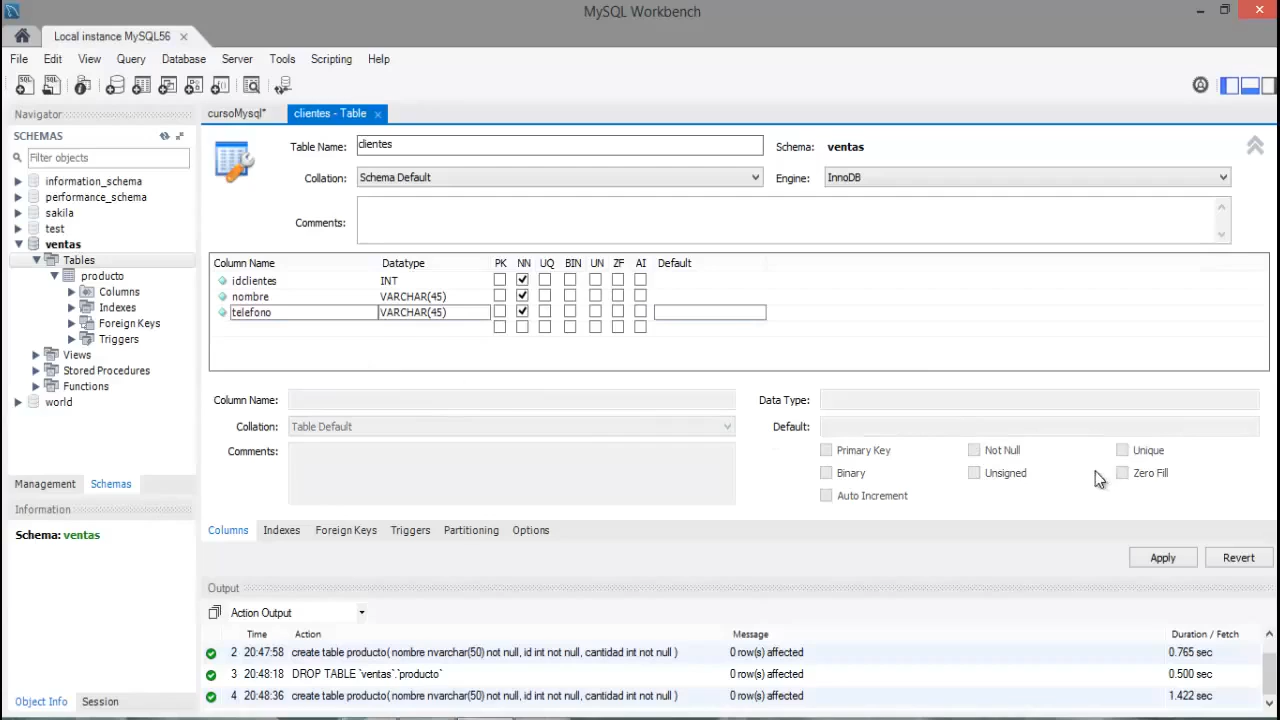 MySQL Workbench
Local instance MySQL56
File Edit View Query Database Server Tools Scripting Help
Navigator
SCHEMAS
Filter objects
information_schema
performance_schema
sakila
test
ventas
Tables
producto
Columns
Indexes
Foreign Keys
Triggers
Views
Stored Procedures
Functions
world
Management Schemas
Information
Schema: ventas
Object Info Session
cursoMysql* clientes - Table
Table Name: clientes Schema: ventas
Collation: Schema Default Engine: InnoDB
Comments:
Column Name Datatype PK NN UQ BIN UN ZF AI Default
idclientes INT
nombre VARCHAR(45)
telefono VARCHAR(45)
Column Name: Data Type:
Collation: Table Default Default:
Comments: Primary Key Not Null Unique
Binary Unsigned Zero Fill
Auto Increment
Columns Indexes Foreign Keys Triggers Partitioning Options
Apply Revert
Output
Action Output
Time Action Message Duration / Fetch
2 20:47:58 create table producto( nombre nvarchar(50) not null, id int not null, cantidad int not null ) 0 row(s) affected 0.765 sec
3 20:48:18 DROP TABLE `ventas`.`producto` 0 row(s) affected 0.500 sec
4 20:48:36 create table producto( nombre nvarchar(50) not null, id int not null, cantidad int not null ) 0 row(s) affected 1.422 sec